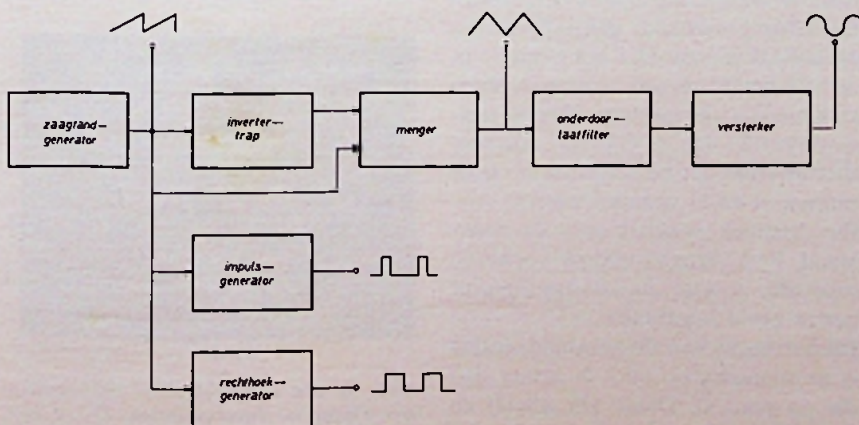 zaagtand—
generator
inverter—
trap
menger
onderdoor—
laatfilter
versterker
impuls—
generator
rechthoek—
generator